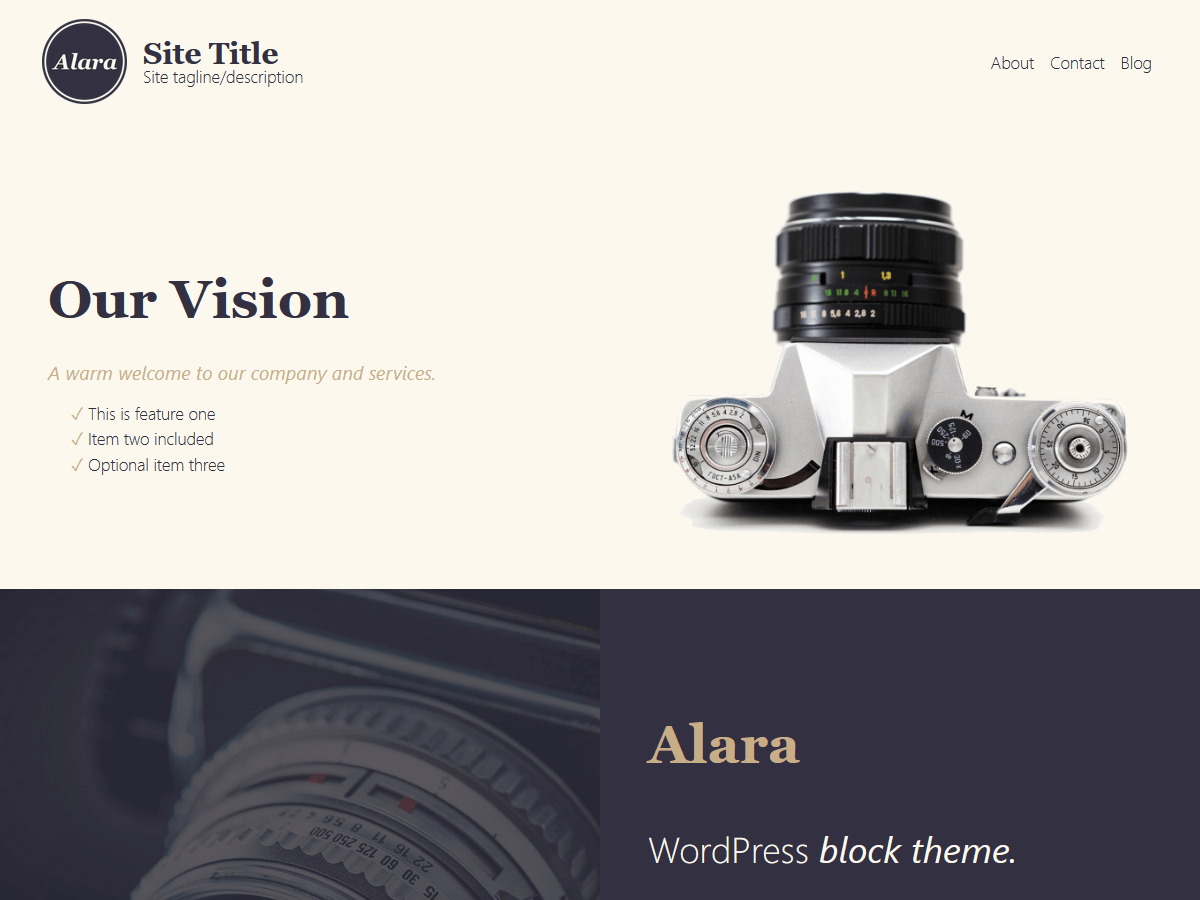 Alara
Site Title
Site tagline/description
About Contact Blog
Our Vision
A warm welcome to our company and services.
✓ This is feature one
✓ Item two included
✓ Optional item three
Alara
WordPress block theme.